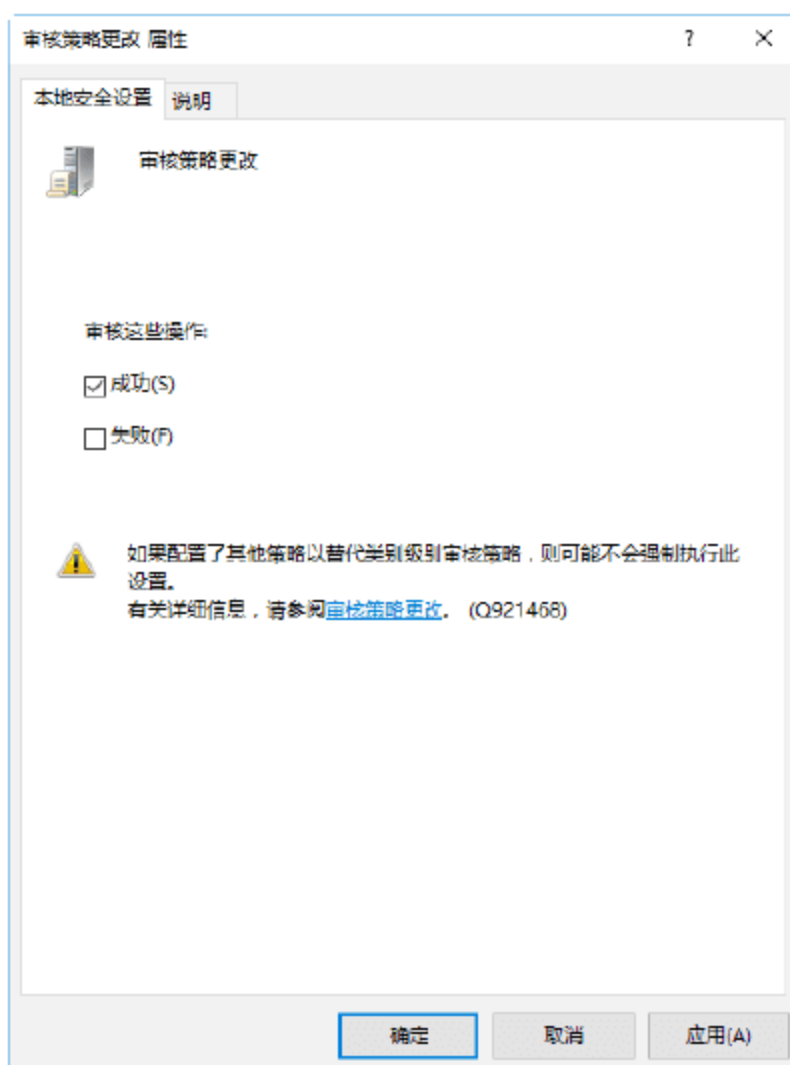 审核策略更改 属性
? ×
本地安全设置 说明
审核策略更改
审核这些操作:
成功(S)
失败(F)
如果配置了其他策略以替代类别级别审核策略，则可能不会强制执行此
设置。
有关详细信息，请参阅审核策略更改。 (Q921468)
确定 取消 应用(A)